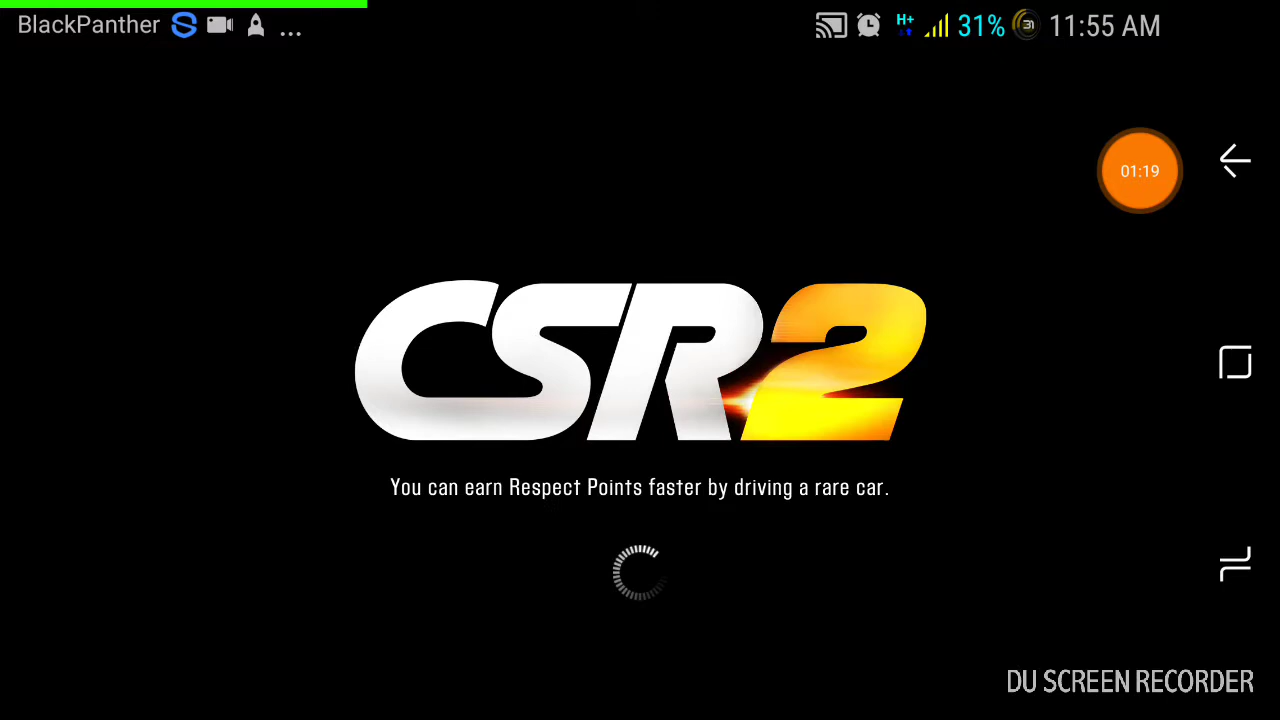 BlackPanther ... H+ 31% 31 11:55 AM
01:19
CSR2
You can earn Respect Points faster by driving a rare car.
DU SCREEN RECORDER